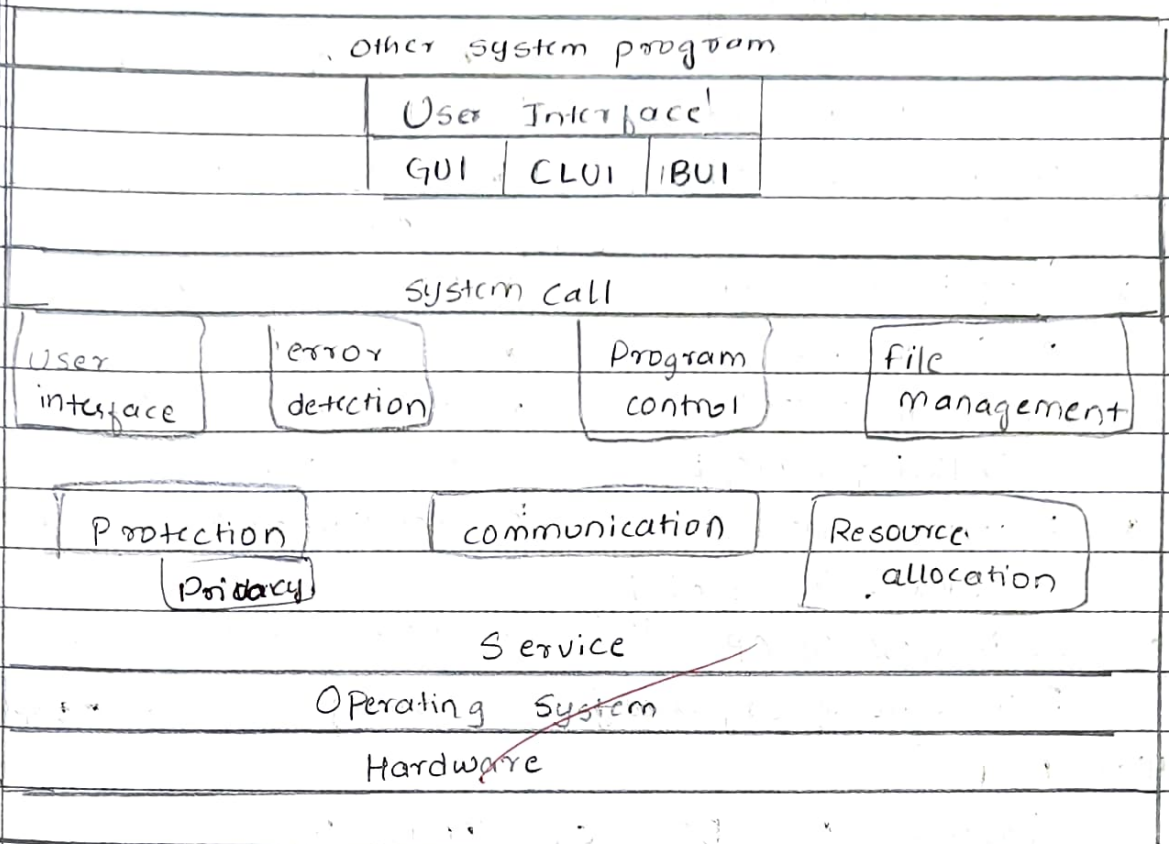 Other system program
User Interface
GUI CLUI BUI
System call
User error Program file
interface detection control management
Protection communication Resource
allocation
Service
Operating System
Hardware